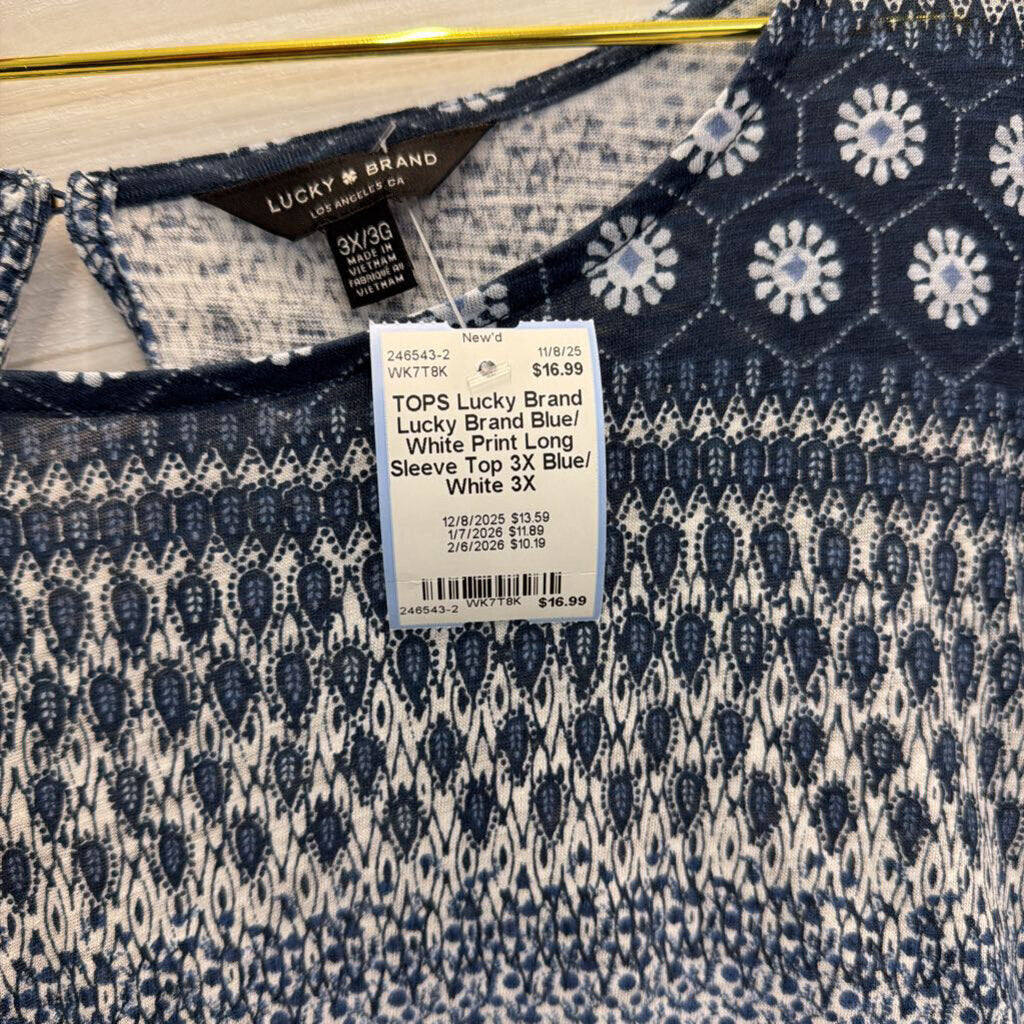 LUCKY BRAND
LOS ANGELES CA
3X/3G
MADE IN
VIETNAM
FABRIQUÉ AU
VIETNAM
New'd
246543-2 11/8/25
WK7T8K $16.99
TOPS Lucky Brand
Lucky Brand Blue/
White Print Long
Sleeve Top 3X Blue/
White 3X
12/8/2025 $13.59
1/7/2026 $11.89
2/6/2026 $10.19
246543-2 WK7T8K $16.99